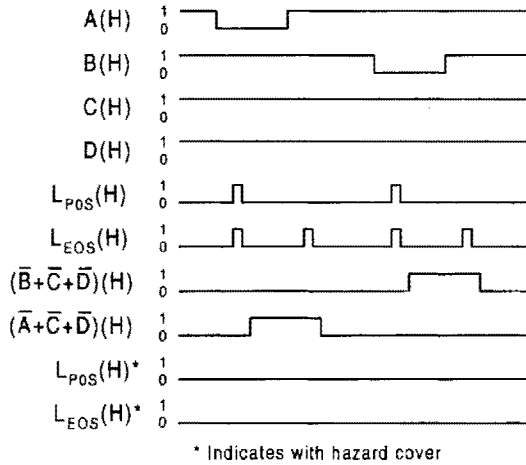 A(H) 1 0
B(H) 1 0
C(H) 1 0
D(H) 1 0
L_POS(H) 1 0
L_EOS(H) 1 0
(B̅+C̅+D̅)(H) 1 0
(A̅+C̅+D̅)(H) 1 0
L_POS(H)* 1 0
L_EOS(H)* 1 0
* Indicates with hazard cover